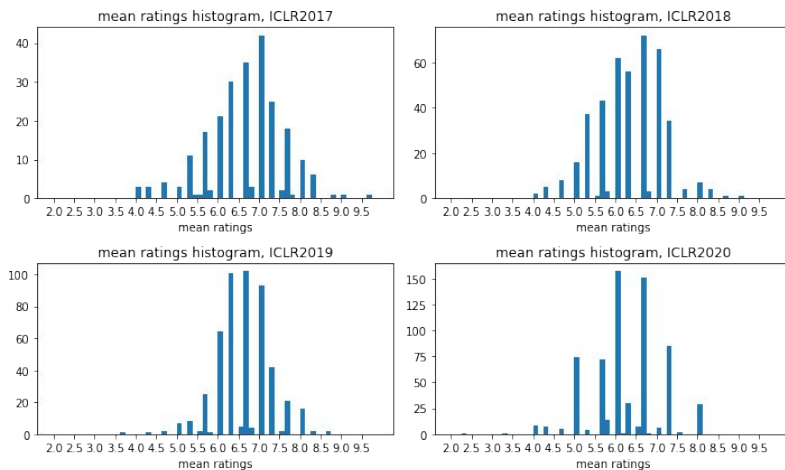 mean ratings histogram, ICLR2017
40
30
20
10
0
2.0 2.5 3.0 3.5 4.0 4.5 5.0 5.5 6.0 6.5 7.0 7.5 8.0 8.5 9.0 9.5
mean ratings
mean ratings histogram, ICLR2018
60
40
20
0
2.0 2.5 3.0 3.5 4.0 4.5 5.0 5.5 6.0 6.5 7.0 7.5 8.0 8.5 9.0 9.5
mean ratings
mean ratings histogram, ICLR2019
100
80
60
40
20
0
2.0 2.5 3.0 3.5 4.0 4.5 5.0 5.5 6.0 6.5 7.0 7.5 8.0 8.5 9.0 9.5
mean ratings
mean ratings histogram, ICLR2020
150
125
100
75
50
25
0
2.0 2.5 3.0 3.5 4.0 4.5 5.0 5.5 6.0 6.5 7.0 7.5 8.0 8.5 9.0 9.5
mean ratings